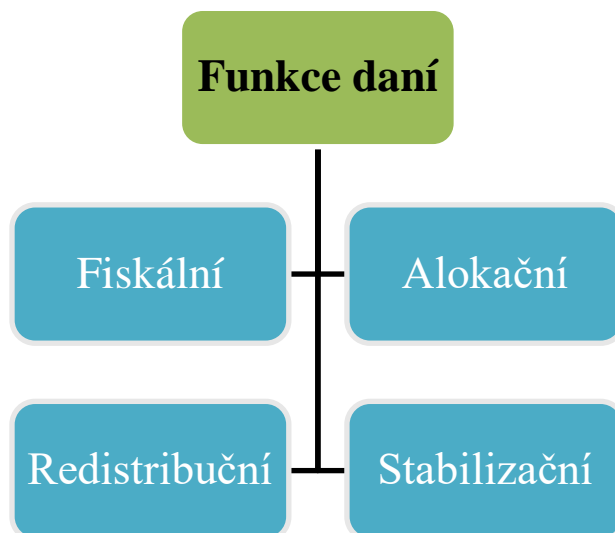 Funkce daní
Fiskální
Alokační
Redistribuční
Stabilizační